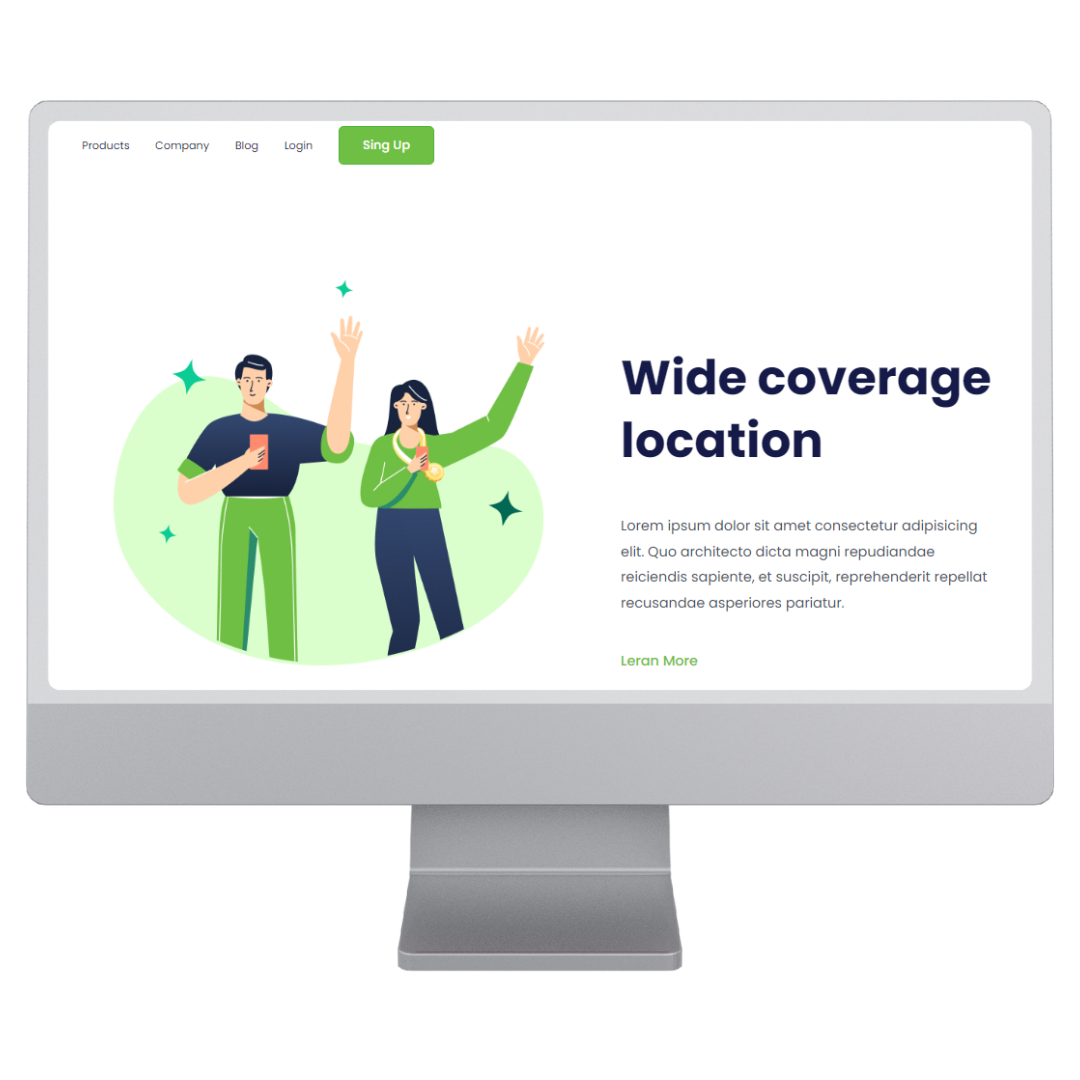 Products Company Blog Login Sing Up
Wide coverage
location
Lorem ipsum dolor sit amet consectetur adipisicing
elit. Quo architecto dicta magni repudiandae
reiciendis sapiente, et suscipit, reprehenderit repellat
recusandae asperiores pariatur.
Leran More